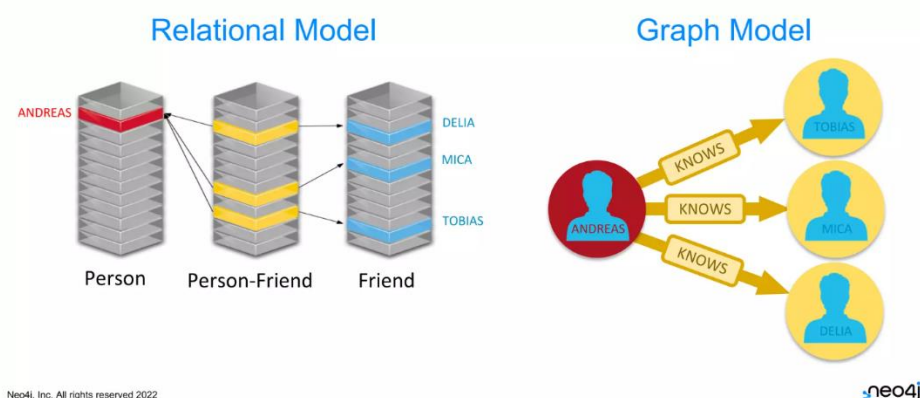 Relational Model
ANDREAS
DELIA
MICA
TOBIAS
Person
Person-Friend
Friend
Graph Model
ANDREAS
KNOWS
KNOWS
KNOWS
TOBIAS
MICA
DELIA
Neo4j, Inc. All rights reserved 2022
neo4j